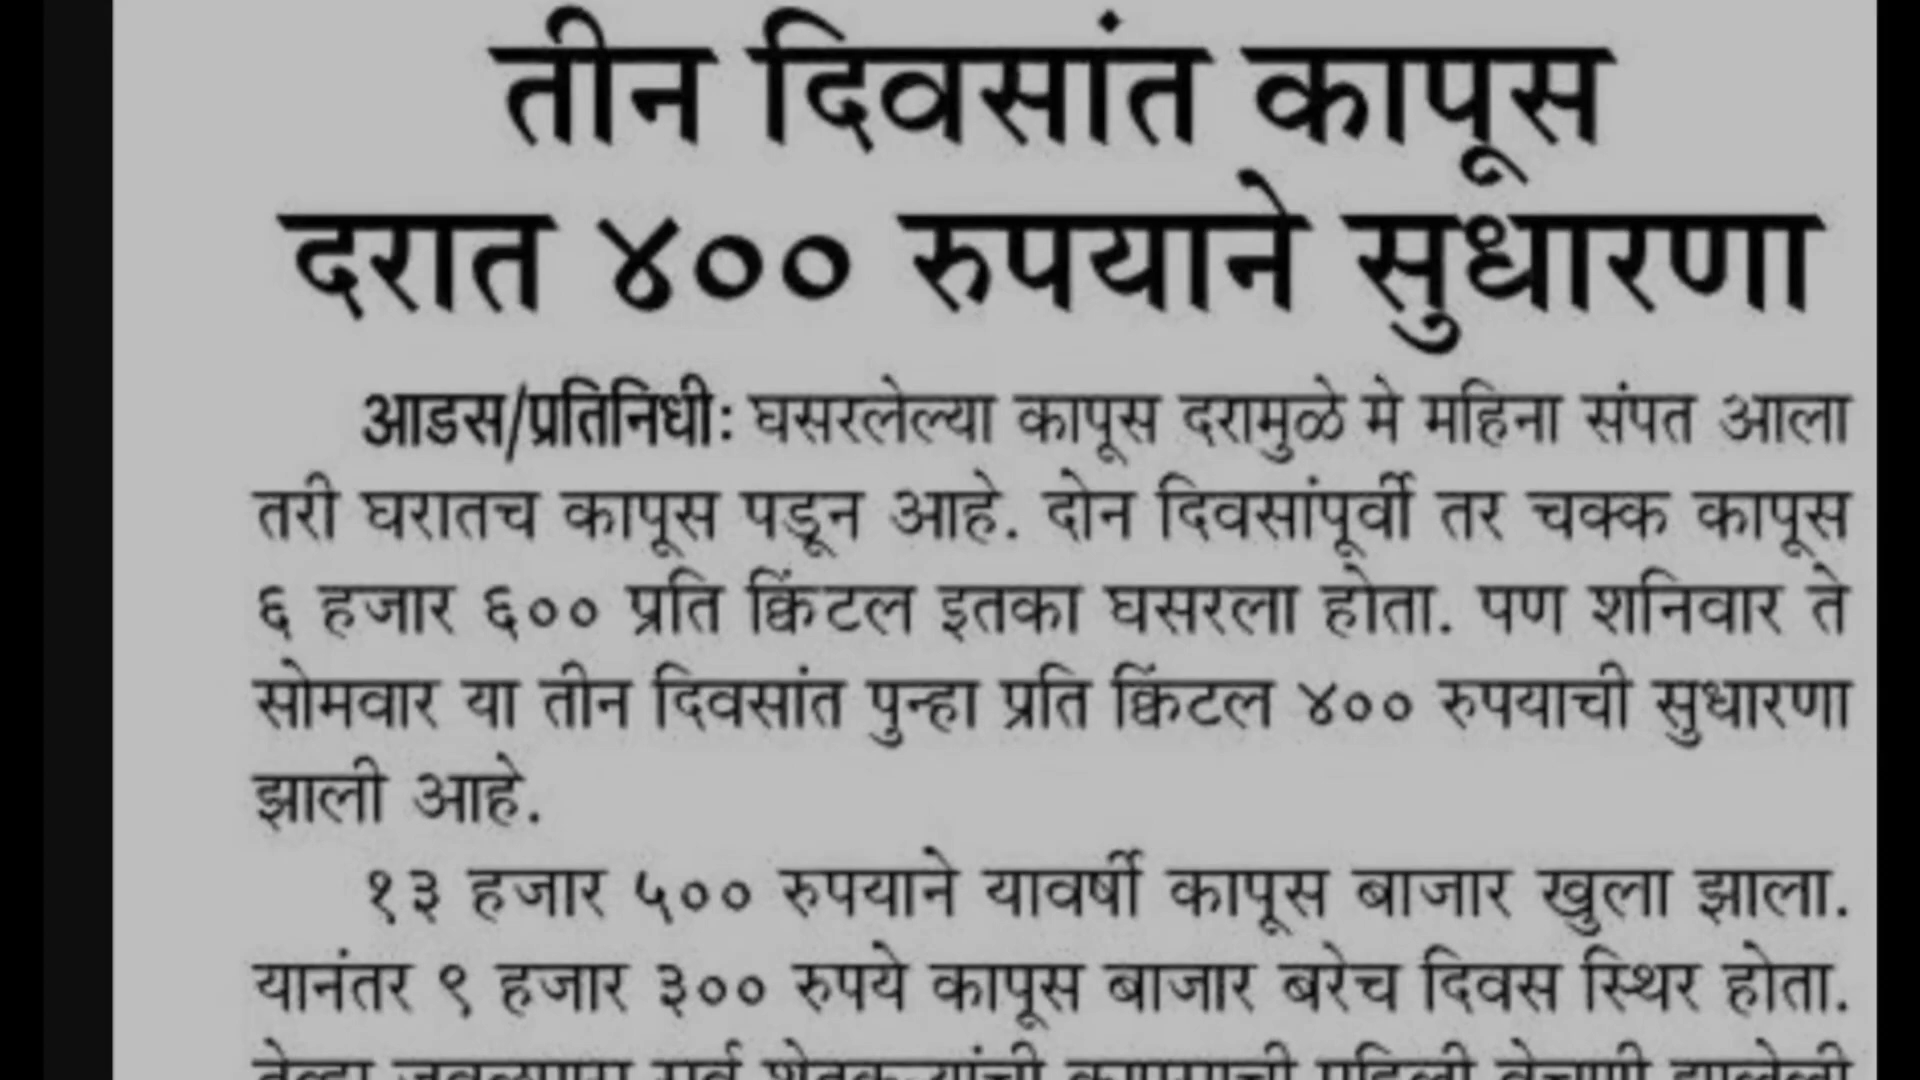 तीन दिवसांत कापूस
दरात ४०० रुपयाने सुधारणा
आडस/प्रतिनिधी: घसरलेल्या कापूस दरामुळे मे महिना संपत आला
तरी घरातच कापूस पडून आहे. दोन दिवसांपूर्वी तर चक्क कापूस
६ हजार ६०० प्रति क्विंटल इतका घसरला होता. पण शनिवार ते
सोमवार या तीन दिवसांत पुन्हा प्रति क्विंटल ४०० रुपयाची सुधारणा
झाली आहे.
१३ हजार ५०० रुपयाने यावर्षी कापूस बाजार खुला झाला.
यानंतर ९ हजार ३०० रुपये कापूस बाजार बरेच दिवस स्थिर होता.